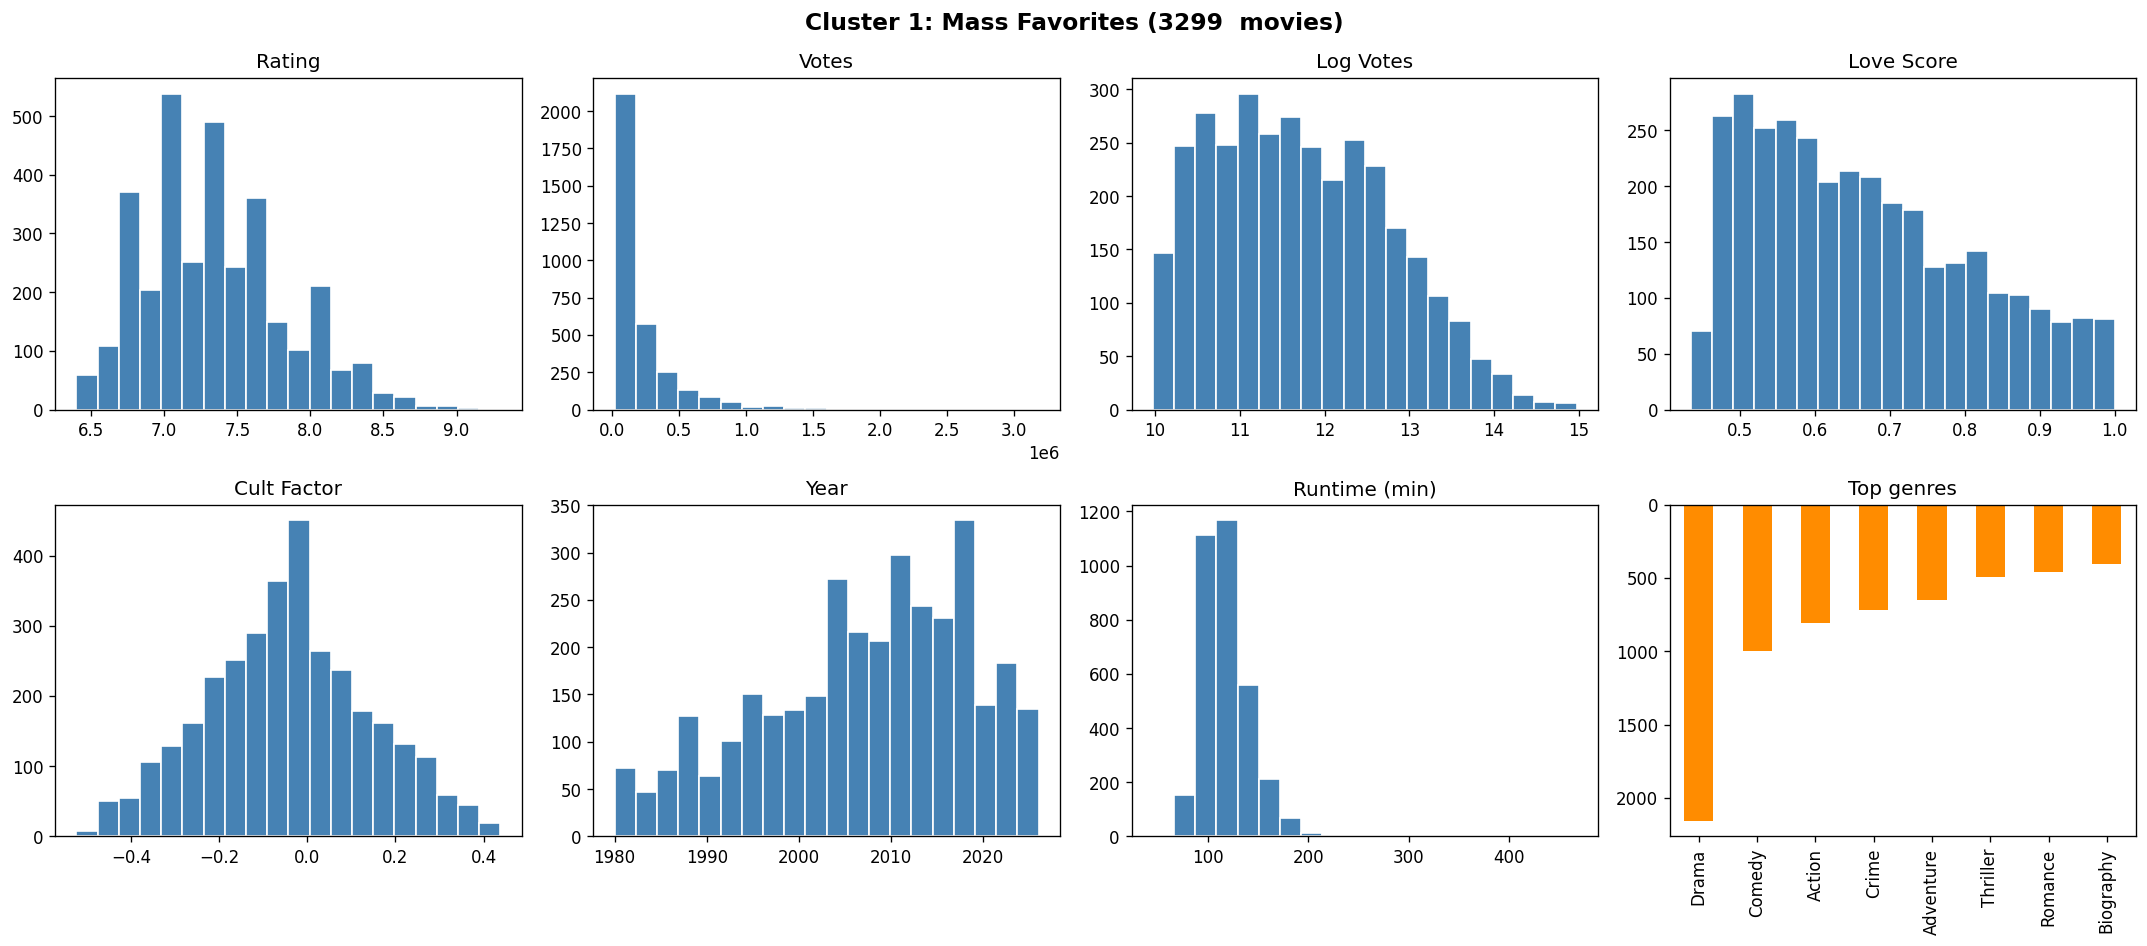 Cluster 1: Mass Favorites (3299  movies)
Rating
500
400
300
200
100
0
6.5 7.0 7.5 8.0 8.5 9.0
Votes
2000
1750
1500
1250
1000
750
500
250
0
0.0 0.5 1.0 1.5 2.0 2.5 3.0
1e6
Log Votes
300
250
200
150
100
50
0
10 11 12 13 14 15
Love Score
250
200
150
100
50
0
0.5 0.6 0.7 0.8 0.9 1.0
Cult Factor
400
300
200
100
0
−0.4 −0.2 0.0 0.2 0.4
Year
350
300
250
200
150
100
50
0
1980 1990 2000 2010 2020
Runtime (min)
1200
1000
800
600
400
200
0
100 200 300 400
Top genres
0
500
1000
1500
2000
Drama
Comedy
Action
Crime
Adventure
Thriller
Romance
Biography